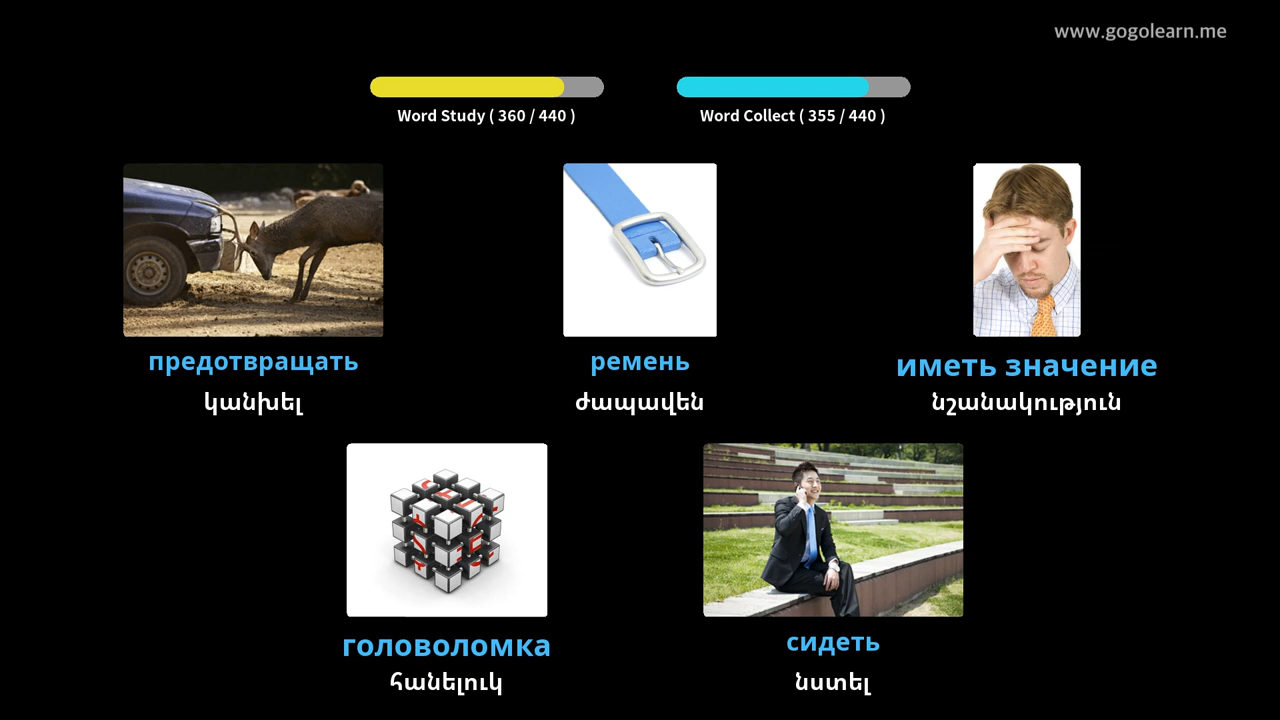 www.gogolearn.me
Word Study ( 360 / 440 )
Word Collect ( 355 / 440 )
предотвращать
կանխել
ремень
ժապավեն
иметь значение
նշանակություն
головоломка
հանելուկ
сидеть
նստել